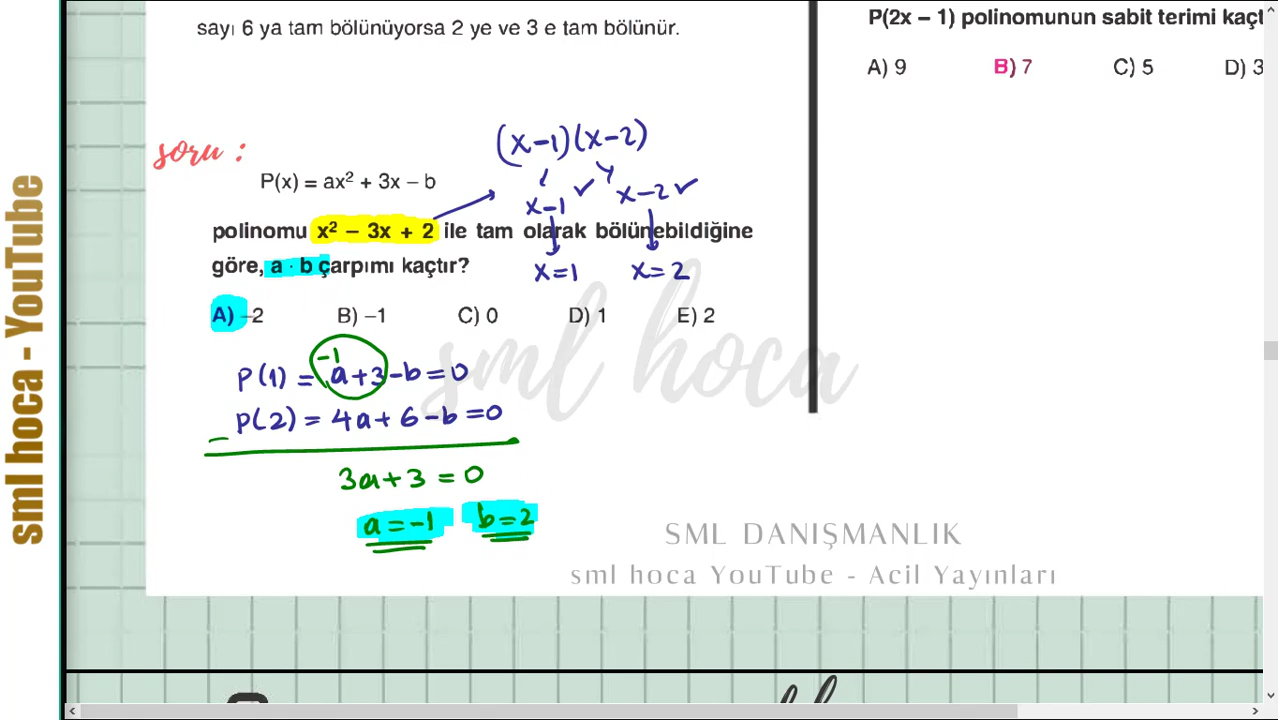 sml hoca - YouTube
sayı 6 ya tam bölünüyorsa 2 ye ve 3 e tam bölünür.
soru :
P(x) = ax² + 3x – b
polinomu x² – 3x + 2 ile tam olarak bölünebildiğine
göre, a · b çarpımı kaçtır?
A) –2 B) –1 C) 0 D) 1 E) 2
(x-1)(x-2)
x-1 ✓ x-2 ✓
x=1 x=2
-1
P(1) = a+3-b=0
P(2) = 4a+6-b=0
3a+3 = 0
a=-1 b=2
sml hoca
SML DANIŞMANLIK
sml hoca YouTube - Acil Yayınları
P(2x – 1) polinomunun sabit terimi kaçt
A) 9 B) 7 C) 5 D) 3